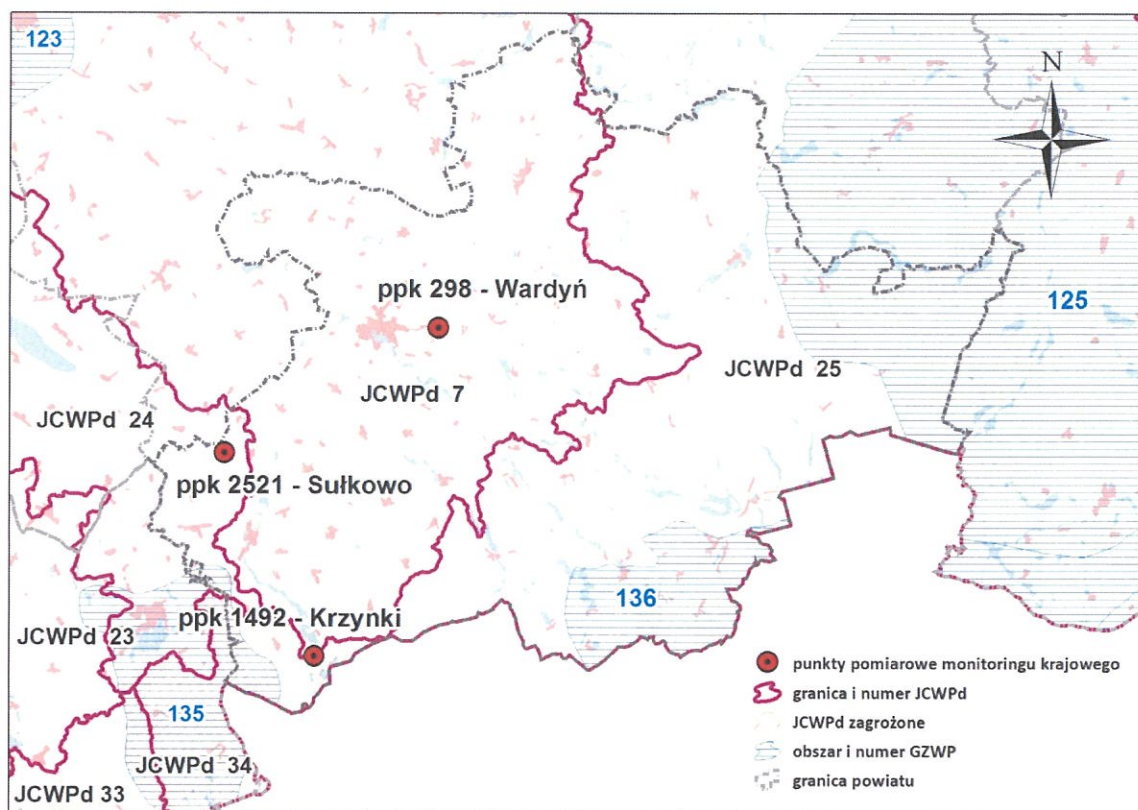 123
N
ppk 298 - Wardyń
125
JCWPd 7
JCWPd 25
JCWPd 24
ppk 2521 - Sułkowo
136
ppk 1492 - Krzynki
JCWPd 23
135
JCWPd 34
JCWPd 33
punkty pomiarowe monitoringu krajowego
granica i numer JCWPd
JCWPd zagrożone
obszar i numer GZWP
granica powiatu